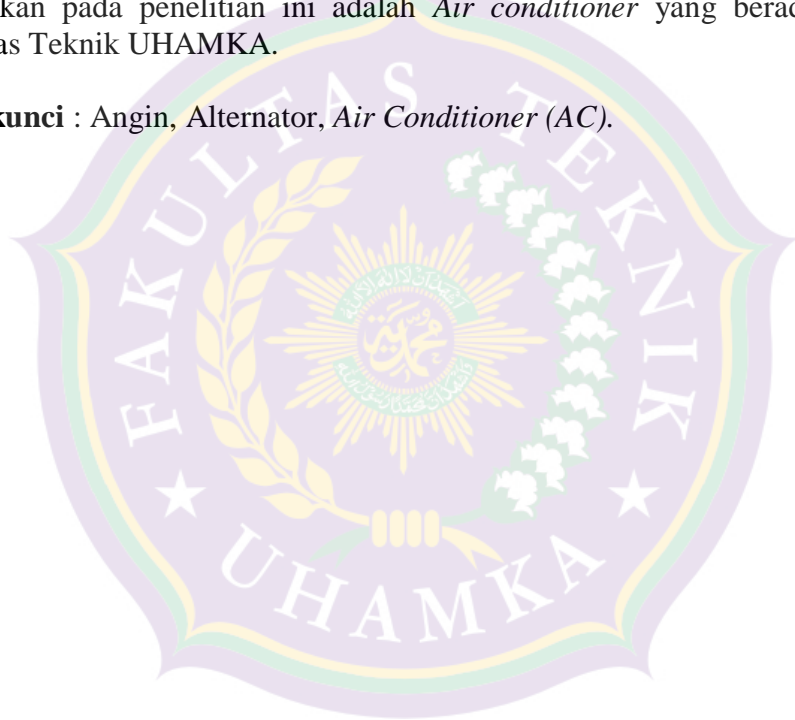 kan pada penelitian ini adalah Air conditioner yang berad
as Teknik UHAMKA.
kunci : Angin, Alternator, Air Conditioner (AC).
FAKULTAS TEKNIK
محمدية
UHAMKA